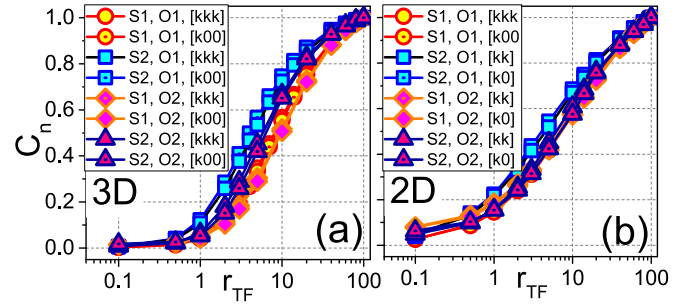 C_n
1.0
0.8
0.6
0.4
0.2
0.0
S1, O1, [kkk]
S1, O1, [k00]
S2, O1, [kkk]
S2, O1, [k00]
S1, O2, [kkk]
S1, O2, [k00]
S2, O2, [kkk]
S2, O2, [k00]
3D
(a)
0.1
1
10
100
r_TF
S1, O1, [kkk
S1, O1, [k00
S2, O1, [kk]
S2, O1, [k0]
S1, O2, [kk]
S1, O2, [k0]
S2, O2, [kk]
S2, O2, [k0]
2D
(b)
0.1
1
10
100
r_TF